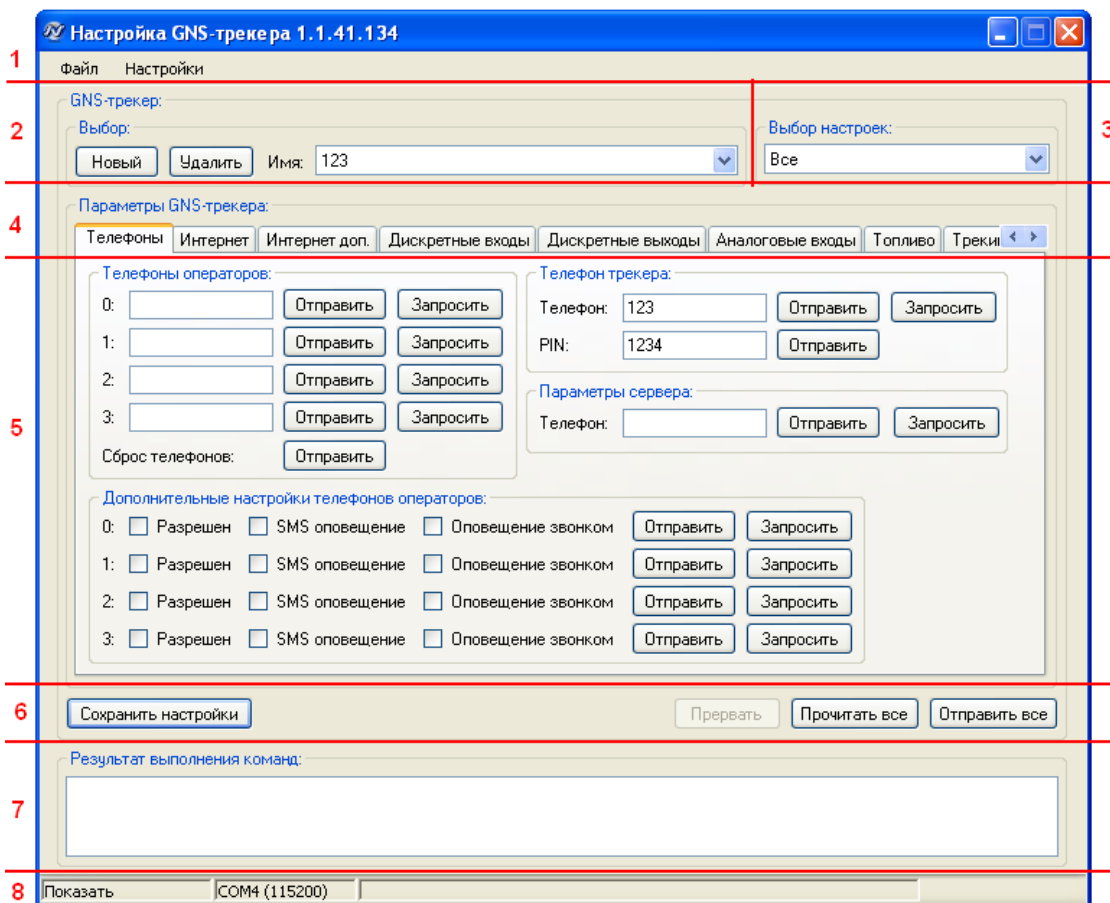 Настройка GNS-трекера 1.1.41.134
1
Файл Настройки
GNS-трекер:
2
Выбор:
Новый Удалить Имя: 123
Выбор настроек:
Все
3
Параметры GNS-трекера:
4
Телефоны Интернет Интернет доп. Дискретные входы Дискретные выходы Аналоговые входы Топливо Треки
5
Телефоны операторов:
0: Отправить Запросить
1: Отправить Запросить
2: Отправить Запросить
3: Отправить Запросить
Сброс телефонов: Отправить
Телефон трекера:
Телефон: 123 Отправить Запросить
PIN: 1234 Отправить
Параметры сервера:
Телефон: Отправить Запросить
Дополнительные настройки телефонов операторов:
0: Разрешен SMS оповещение Оповещение звонком Отправить Запросить
1: Разрешен SMS оповещение Оповещение звонком Отправить Запросить
2: Разрешен SMS оповещение Оповещение звонком Отправить Запросить
3: Разрешен SMS оповещение Оповещение звонком Отправить Запросить
6
Сохранить настройки Прервать Прочитать все Отправить все
Результат выполнения команд:
7
8
Показать COM4 (115200)